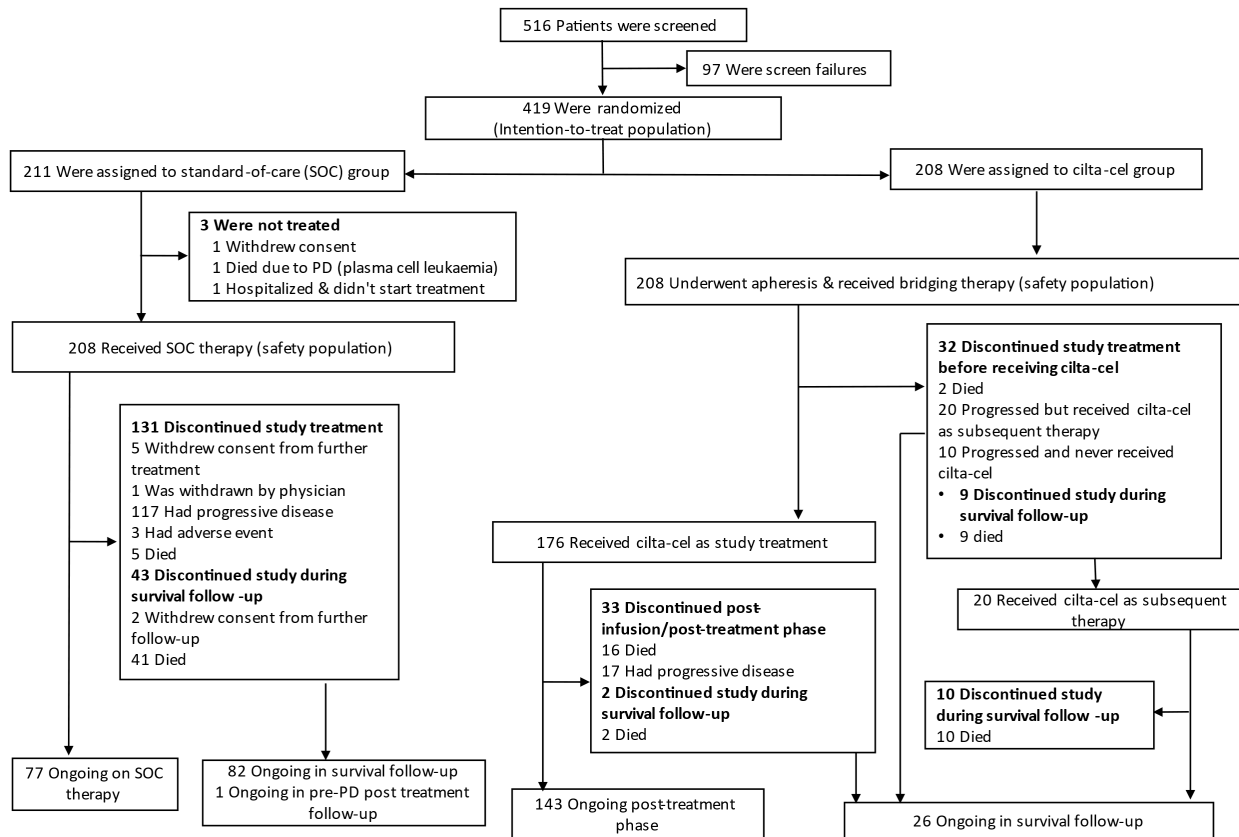 516 Patients were screened
97 Were screen failures
419 Were randomized
(Intention-to-treat population)
211 Were assigned to standard-of-care (SOC) group
208 Were assigned to cilta-cel group
3 Were not treated
1 Withdrew consent
1 Died due to PD (plasma cell leukaemia)
1 Hospitalized & didn't start treatment
208 Underwent apheresis & received bridging therapy (safety population)
208 Received SOC therapy (safety population)
32 Discontinued study treatment
before receiving cilta-cel
2 Died
20 Progressed but received cilta-cel
as subsequent therapy
10 Progressed and never received
cilta-cel
• 9 Discontinued study during
survival follow-up
• 9 died
131 Discontinued study treatment
5 Withdrew consent from further
treatment
1 Was withdrawn by physician
117 Had progressive disease
3 Had adverse event
5 Died
43 Discontinued study during
survival follow -up
2 Withdrew consent from further
follow-up
41 Died
176 Received cilta-cel as study treatment
33 Discontinued post-
infusion/post-treatment phase
16 Died
17 Had progressive disease
2 Discontinued study during
survival follow-up
2 Died
20 Received cilta-cel as subsequent
therapy
10 Discontinued study
during survival follow -up
10 Died
77 Ongoing on SOC
therapy
82 Ongoing in survival follow-up
1 Ongoing in pre-PD post treatment
follow-up
143 Ongoing post-treatment
phase
26 Ongoing in survival follow-up